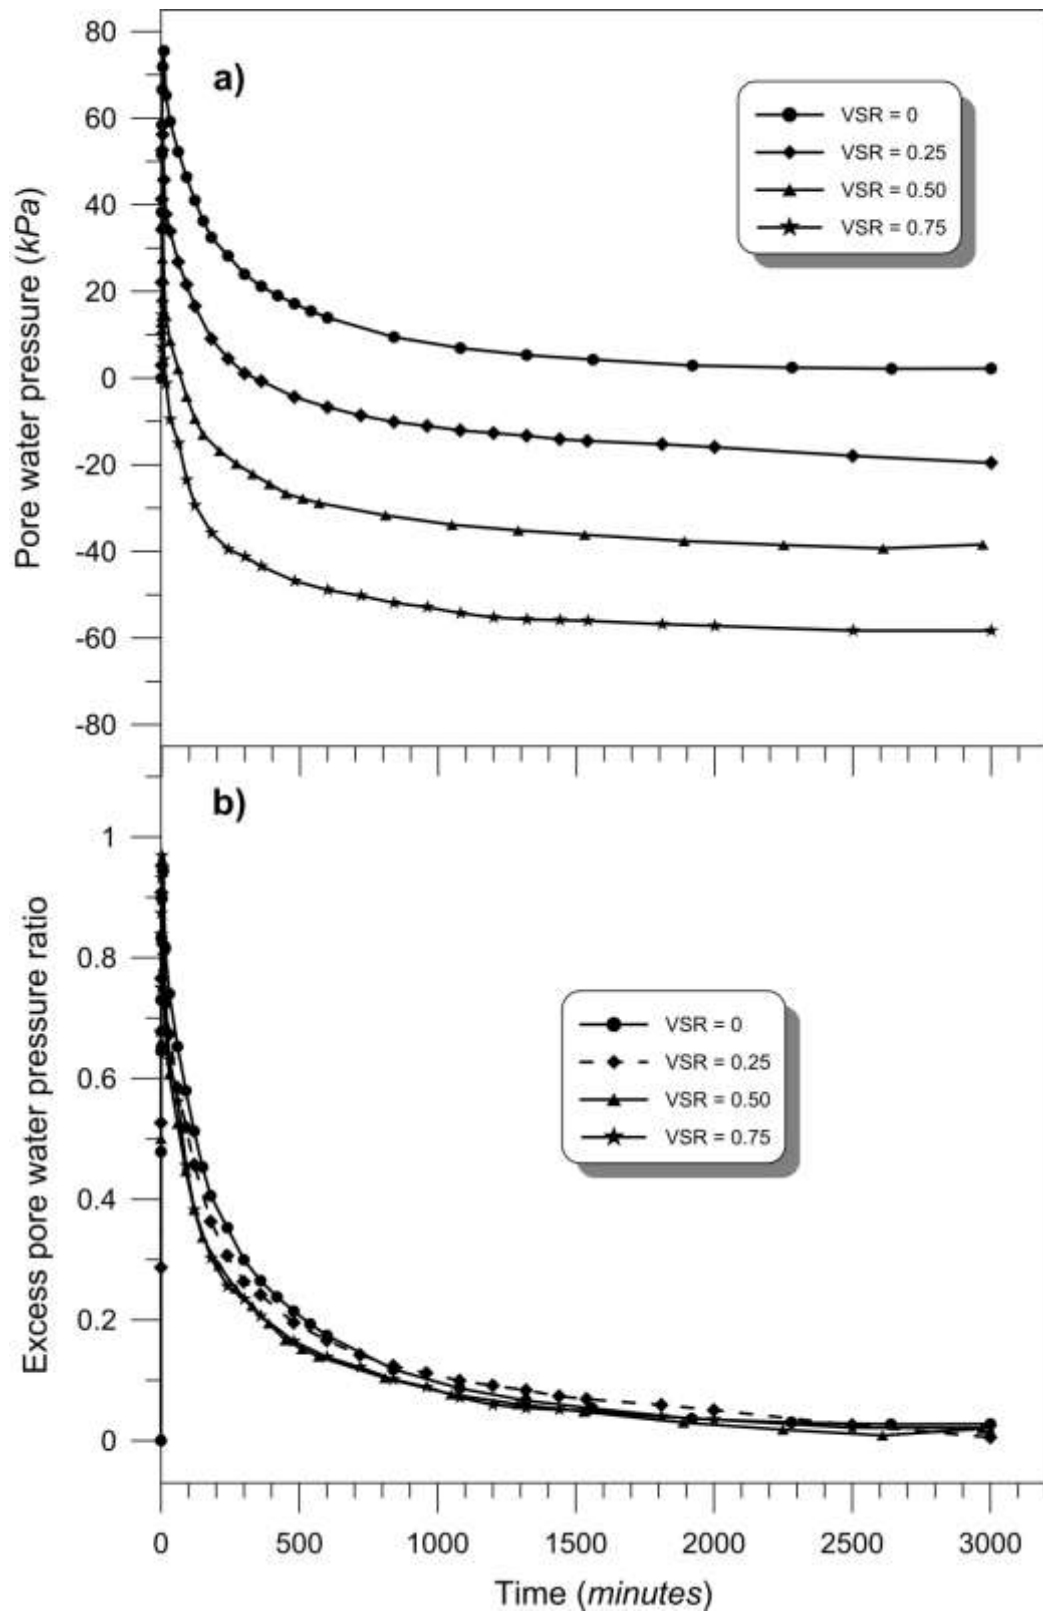 a)
80
60
40
20
0
-20
-40
-60
-80
Pore water pressure (kPa)
VSR = 0
VSR = 0.25
VSR = 0.50
VSR = 0.75
b)
1
0.8
0.6
0.4
0.2
0
Excess pore water pressure ratio
VSR = 0
VSR = 0.25
VSR = 0.50
VSR = 0.75
0 500 1000 1500 2000 2500 3000
Time (minutes)